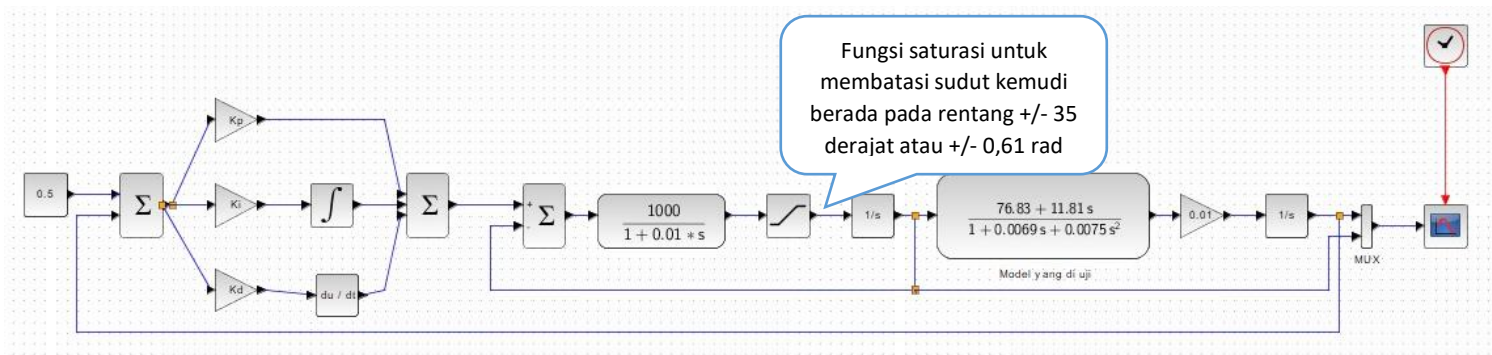 Fungsi saturasi untuk
membatasi sudut kemudi
berada pada rentang +/- 35
derajat atau +/- 0,61 rad
Kp
0.5
Σ
Ki
∫
Σ
+
-
Σ
1000
1 + 0.01 * s
1/s
76.83 + 11.81 s
1 + 0.0069 s + 0.0075 s²
0.01
1/s
MUX
Model yang di uji
Kd
du / dt